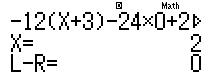 Math
-12(X+3)-24×0+2▷
X= 2
L-R= 0